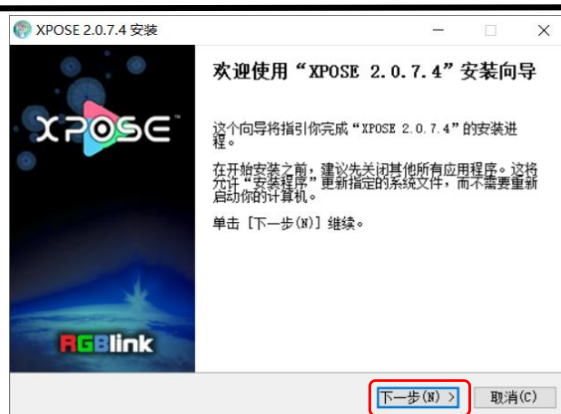 XPOSE 2.0.7.4 安装
欢迎使用“XPOSE 2.0.7.4”安装向导
XPOSE™
这个向导将指引你完成“XPOSE 2.0.7.4”的安装进
程。
在开始安装之前，建议先关闭其他所有应用程序。这将
允许“安装程序”更新指定的系统文件，而不需要重新
启动你的计算机。
单击 [下一步(N)] 继续。
RGBlink
下一步(N) >
取消(C)